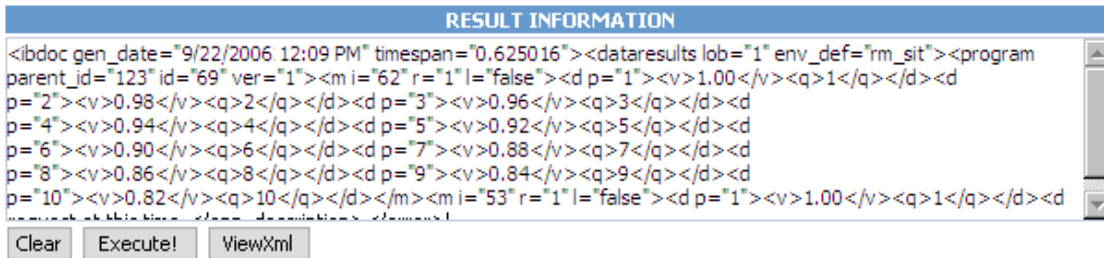 RESULT INFORMATION
<ibdoc gen_date="9/22/2006 12:09 PM" timespan="0.625016"><dataresults lob="1" env_def="rm_sit"><program
parent_id="123" id="69" ver="1"><m i="62" r="1" l="false"><d p="1"><v>1.00</v><q>1</q></d><d
p="2"><v>0.98</v><q>2</q></d><d p="3"><v>0.96</v><q>3</q></d><d
p="4"><v>0.94</v><q>4</q></d><d p="5"><v>0.92</v><q>5</q></d><d
p="6"><v>0.90</v><q>6</q></d><d p="7"><v>0.88</v><q>7</q></d><d
p="8"><v>0.86</v><q>8</q></d><d p="9"><v>0.84</v><q>9</q></d><d
p="10"><v>0.82</v><q>10</q></d></m><m i="53" r="1" l="false"><d p="1"><v>1.00</v><q>1</q></d><d
Clear Execute! ViewXml